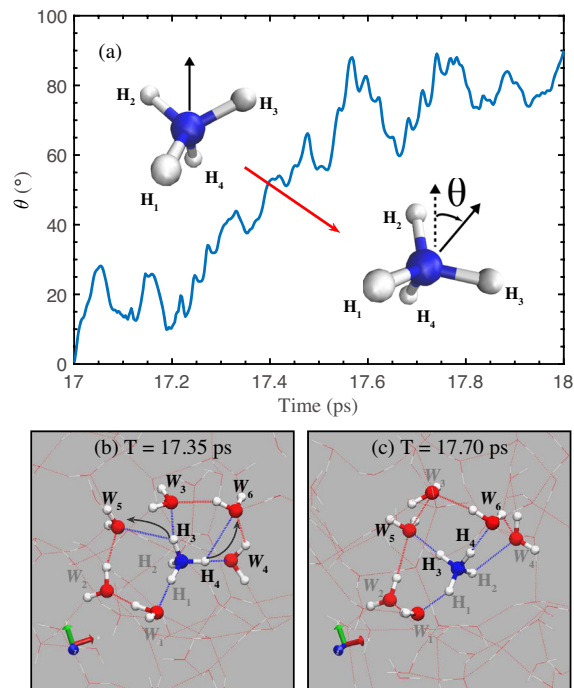 (a)
θ (°)
100
80
60
40
20
0
H2
H3
H1
H4
θ
H2
H1
H3
H4
17
17.2
17.4
17.6
17.8
18
Time (ps)
(b) T = 17.35 ps
W3
W6
W5
H3
H2
H4
W4
W2
H1
W1
(c) T = 17.70 ps
W3
W6
W5
H4
W4
H3
H2
W2
H1
W1